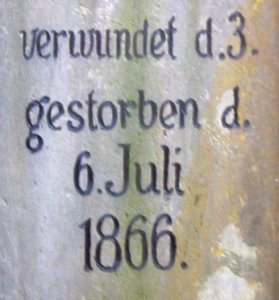 verwundet d.3.
gestorben d.
6.Juli
1866.